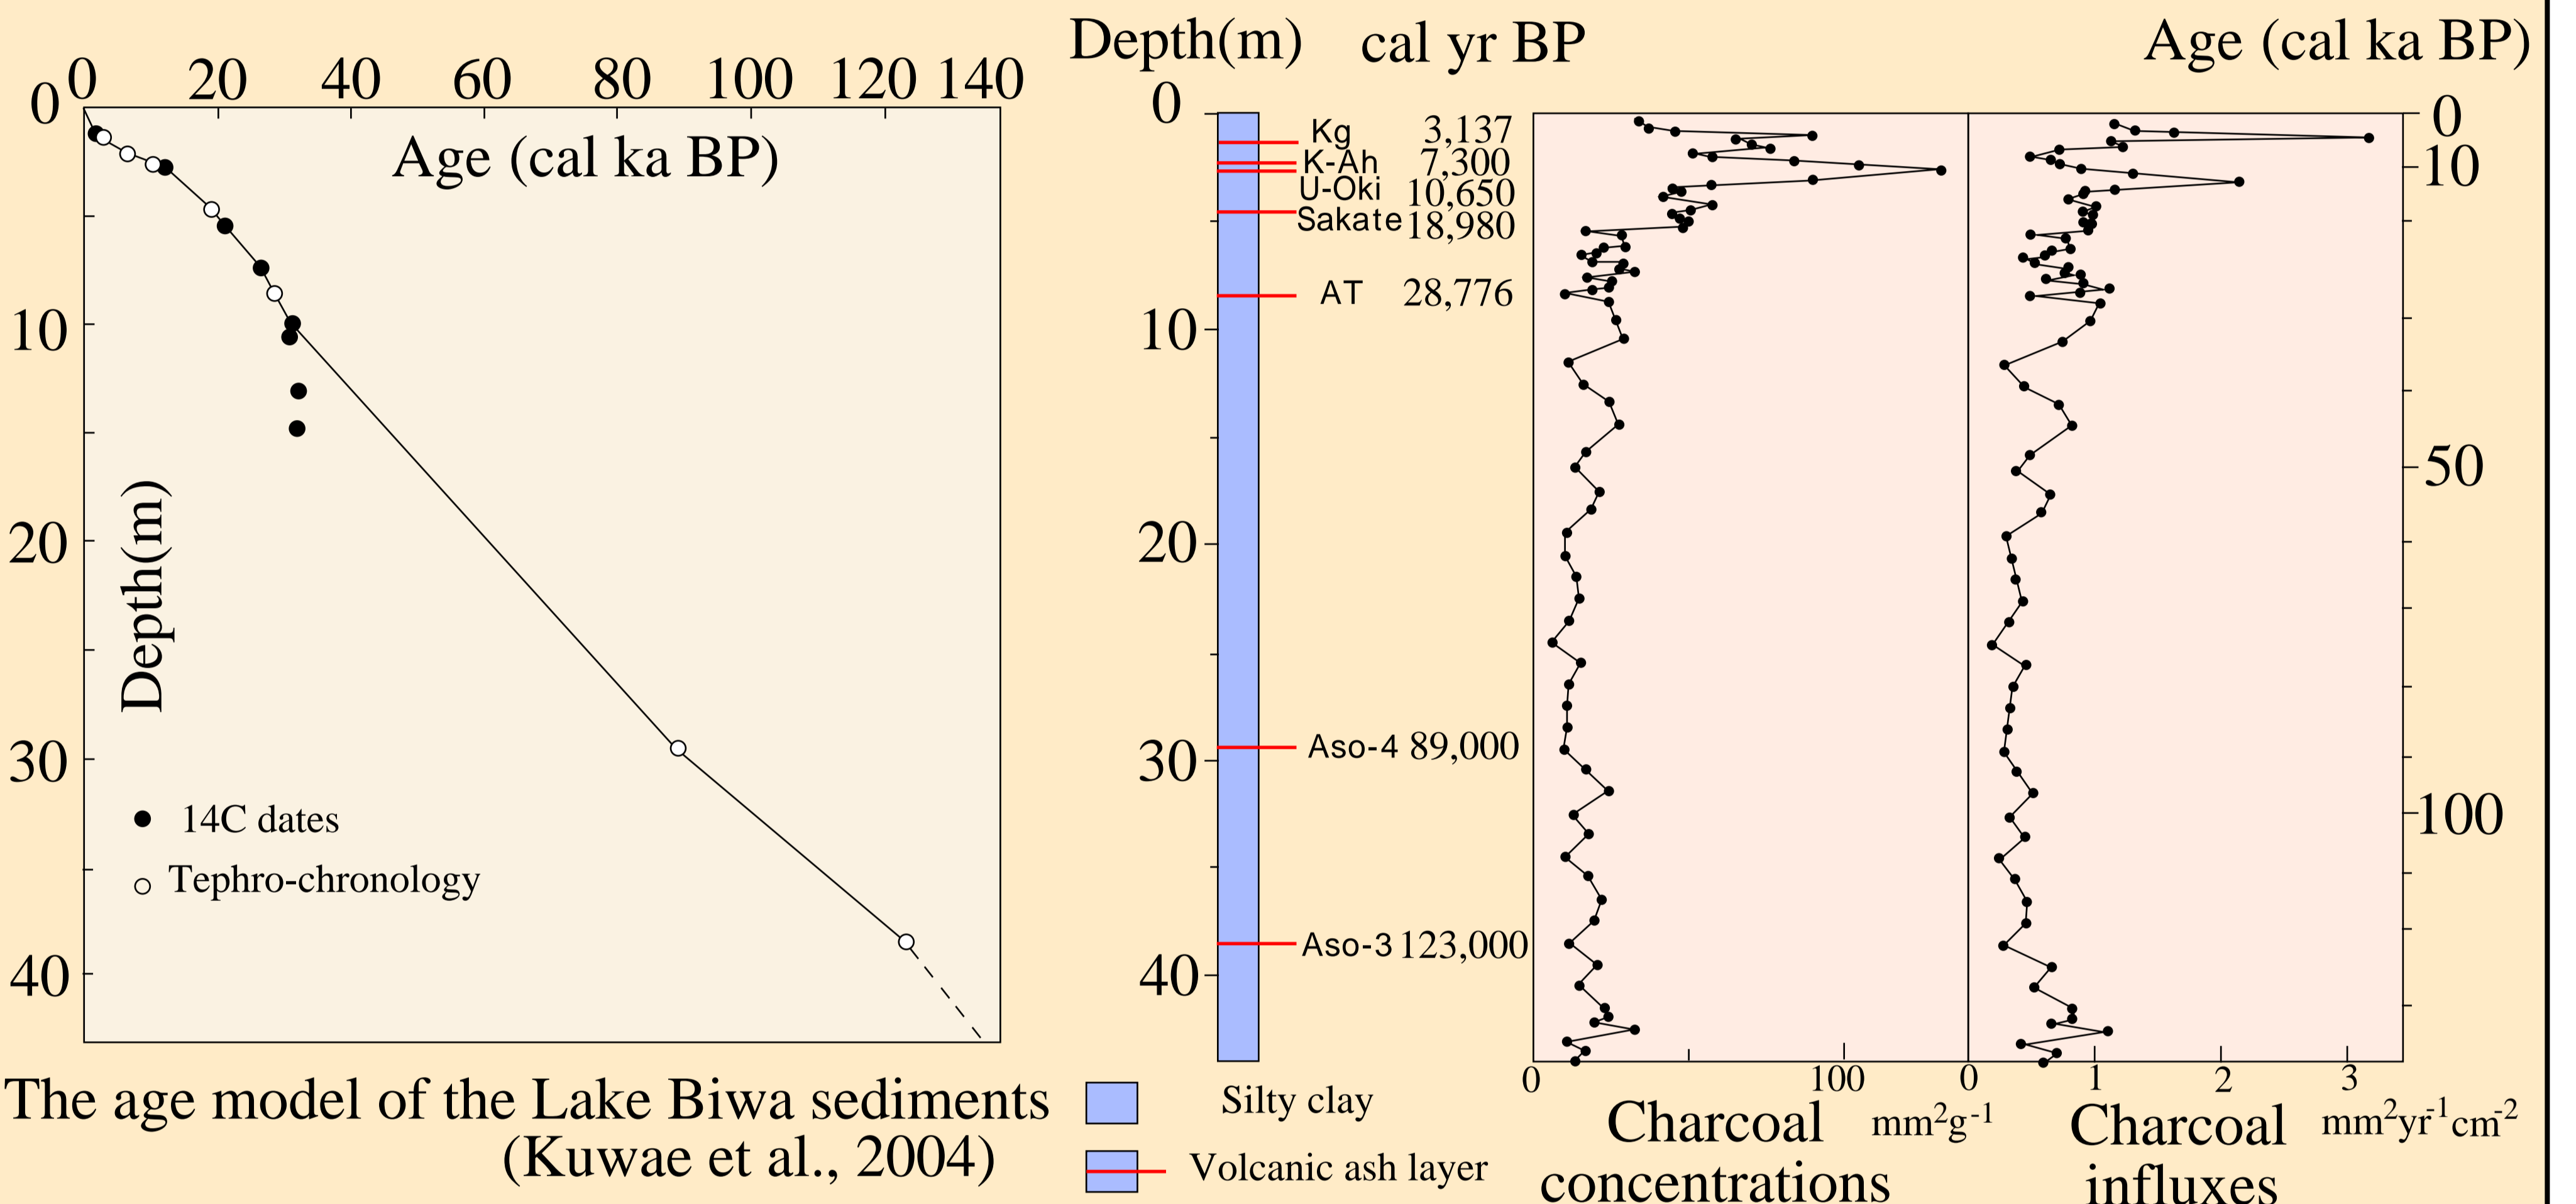 0 20 40 60 80 100 120 140
Age (cal ka BP)
0
10
20
30
40
Depth(m)
14C dates
Tephro-chronology
The age model of the Lake Biwa sediments
(Kuwae et al., 2004)
Depth(m) cal yr BP
0
10
20
30
40
Kg 3,137
K-Ah 7,300
U-Oki 10,650
Sakate 18,980
AT 28,776
Aso-4 89,000
Aso-3 123,000
Silty clay
Volcanic ash layer
Age (cal ka BP)
0
10
50
100
0 100
Charcoal mm²g⁻¹
concentrations
0 1 2 3
Charcoal mm²yr⁻¹cm⁻²
influxes